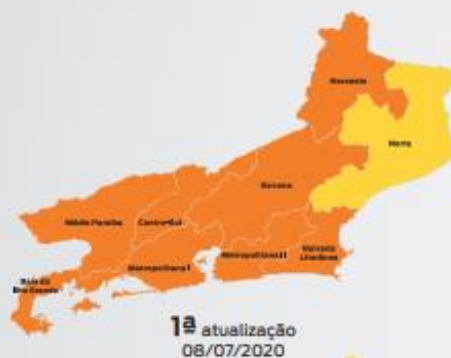 Noroeste
Norte
Serrana
Médio Paraíba
Centro-Sul
Baixada
Litorânea
Metropolitana II
Metropolitana I
Baía da
Ilha Grande
1ª atualização
08/07/2020